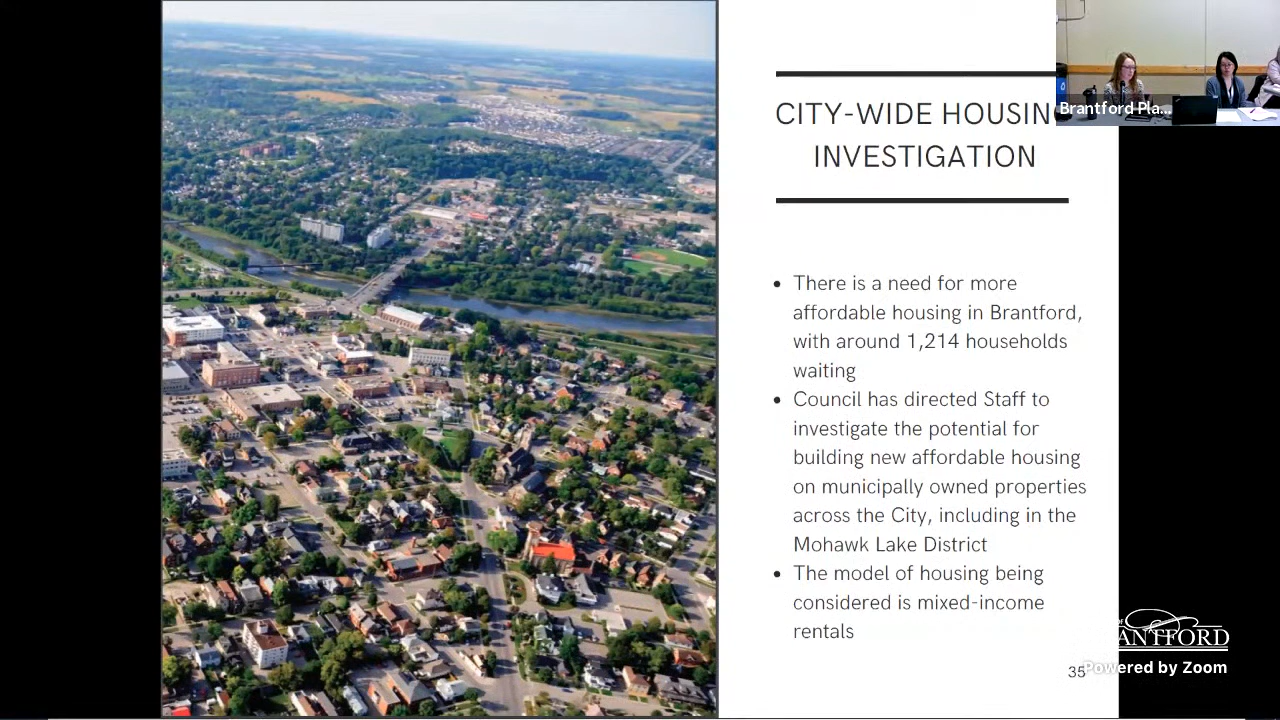 CITY-WIDE HOUSING
INVESTIGATION
Brantford Pla...
There is a need for more
affordable housing in Brantford,
with around 1,214 households
waiting
Council has directed Staff to
investigate the potential for
building new affordable housing
on municipally owned properties
across the City, including in the
Mohawk Lake District
The model of housing being
considered is mixed-income
rentals
35
RANTFORD
Powered by Zoom